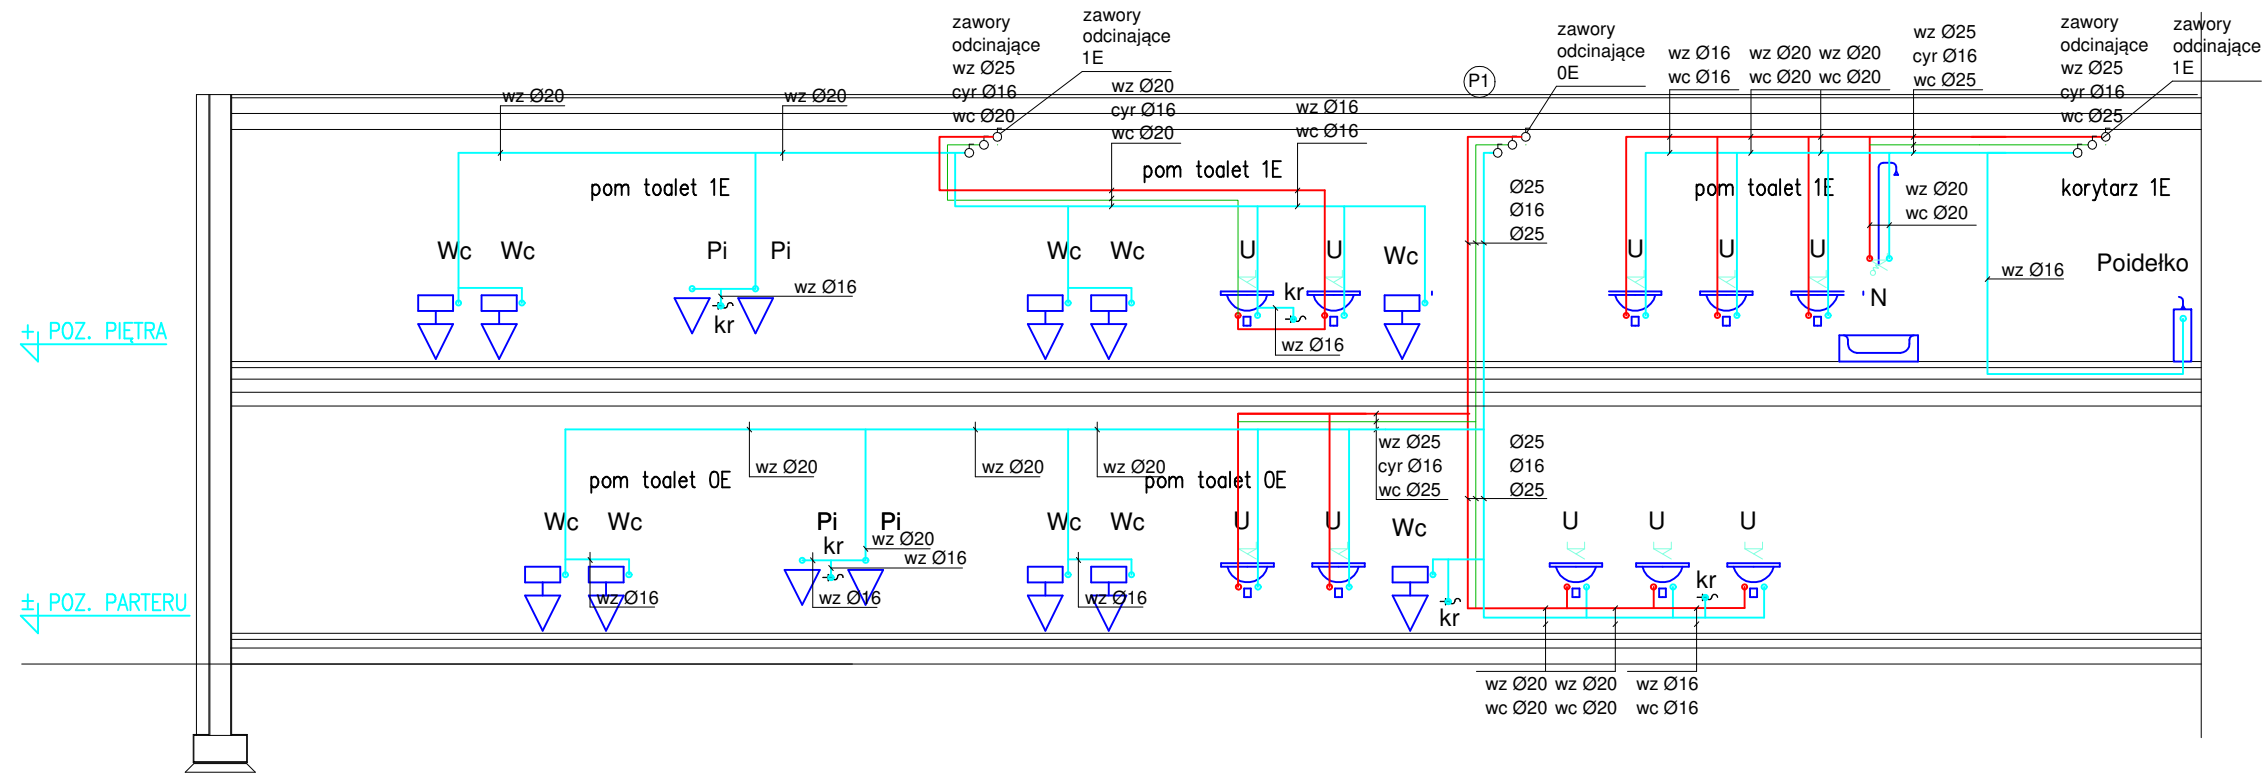 zawory
odcinające
wz Ø25
cyr Ø16
wc Ø20
zawory
odcinające
1E
wz Ø20
cyr Ø16
wc Ø20
wz Ø16
wc Ø16
wz Ø20
wz Ø20
P1
zawory
odcinające
0E
wz Ø16
wc Ø16
wz Ø20
wc Ø20
wz Ø20
wc Ø20
wz Ø25
cyr Ø16
wc Ø25
zawory
odcinające
wz Ø25
cyr Ø16
wc Ø25
zawory
odcinające
1E
pom toalet 1E
pom toalet 1E
Ø25
Ø16
Ø25
pom toalet 1E
wz Ø20
wc Ø20
korytarz 1E
Wc
Wc
Pi
Pi
wz Ø16
kr
Wc
Wc
U
U
kr
wz Ø16
Wc
U
U
U
N
wz Ø16
Poidełko
± POZ. PIĘTRA
wz Ø20
wz Ø20
wz Ø20
pom toalet 0E
pom toalet 0E
wz Ø25
cyr Ø16
wc Ø25
Ø25
Ø16
Ø25
Wc
Wc
wz Ø16
Pi
Pi
kr
wz Ø20
wz Ø16
wz Ø16
Wc
Wc
wz Ø16
U
U
Wc
kr
U
U
U
kr
± POZ. PARTERU
wz Ø20
wc Ø20
wz Ø20
wc Ø20
wz Ø16
wc Ø16